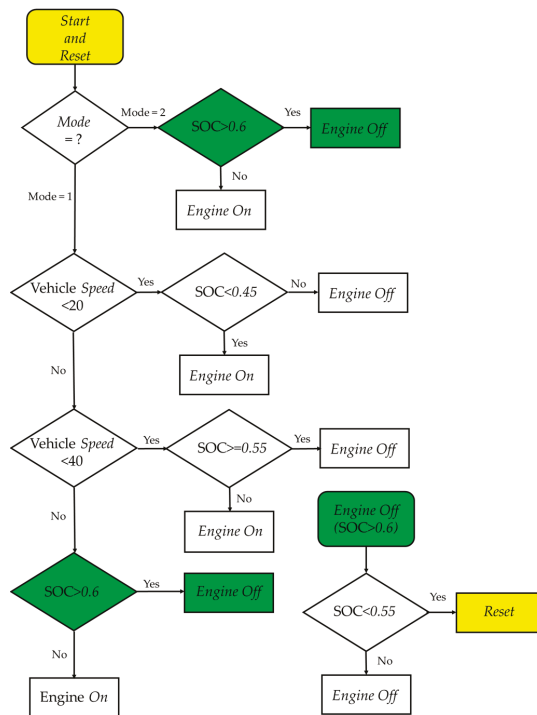 Start
and
Reset
Mode
= ?
Mode = 2
SOC>0.6
Yes
Engine Off
No
Engine On
Mode = 1
Vehicle Speed
<20
Yes
SOC<0.45
No
Engine Off
Yes
Engine On
No
Vehicle Speed
<40
Yes
SOC>=0.55
Yes
Engine Off
No
Engine On
No
SOC>0.6
Yes
Engine Off
No
Engine On
Engine Off
(SOC>0.6)
SOC<0.55
Yes
Reset
No
Engine Off